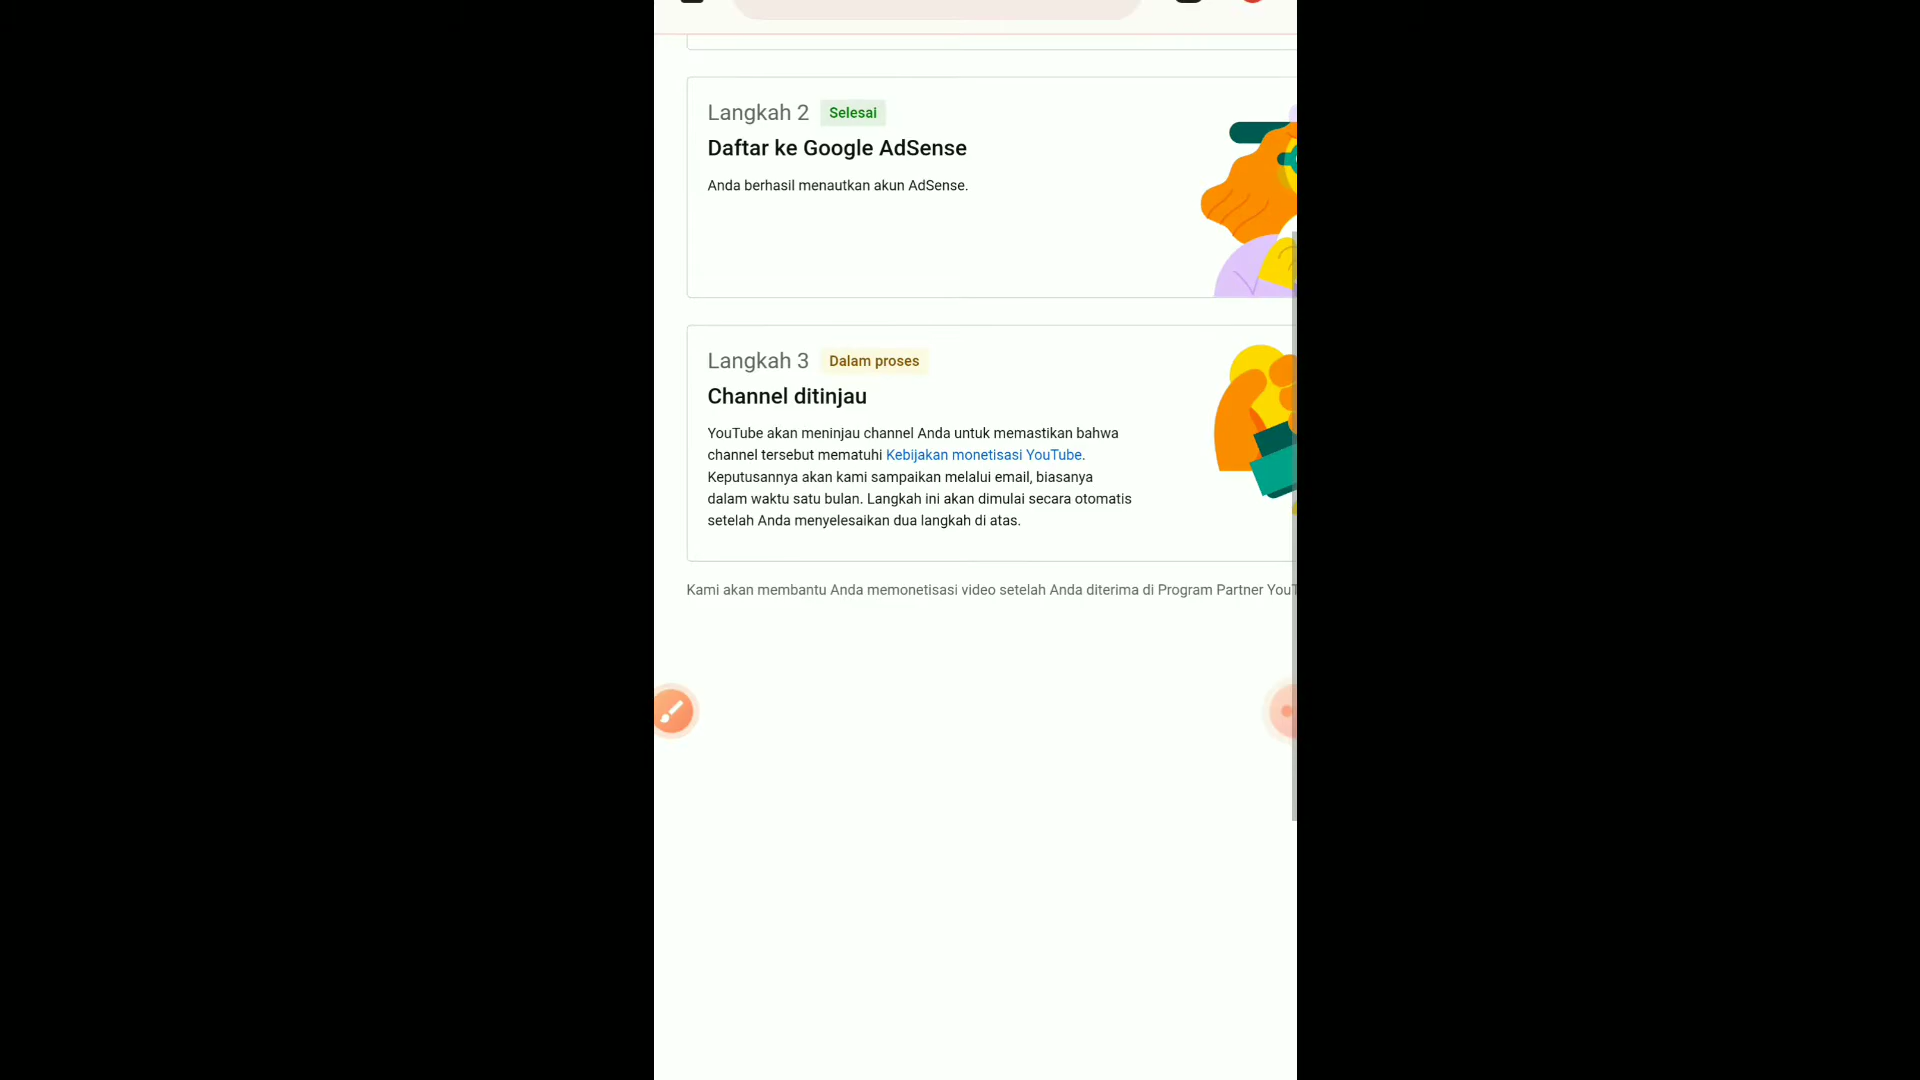 Langkah 2 Selesai
Daftar ke Google AdSense
Anda berhasil menautkan akun AdSense.
Langkah 3 Dalam proses
Channel ditinjau
YouTube akan meninjau channel Anda untuk memastikan bahwa
channel tersebut mematuhi Kebijakan monetisasi YouTube.
Keputusannya akan kami sampaikan melalui email, biasanya
dalam waktu satu bulan. Langkah ini akan dimulai secara otomatis
setelah Anda menyelesaikan dua langkah di atas.
Kami akan membantu Anda memonetisasi video setelah Anda diterima di Program Partner